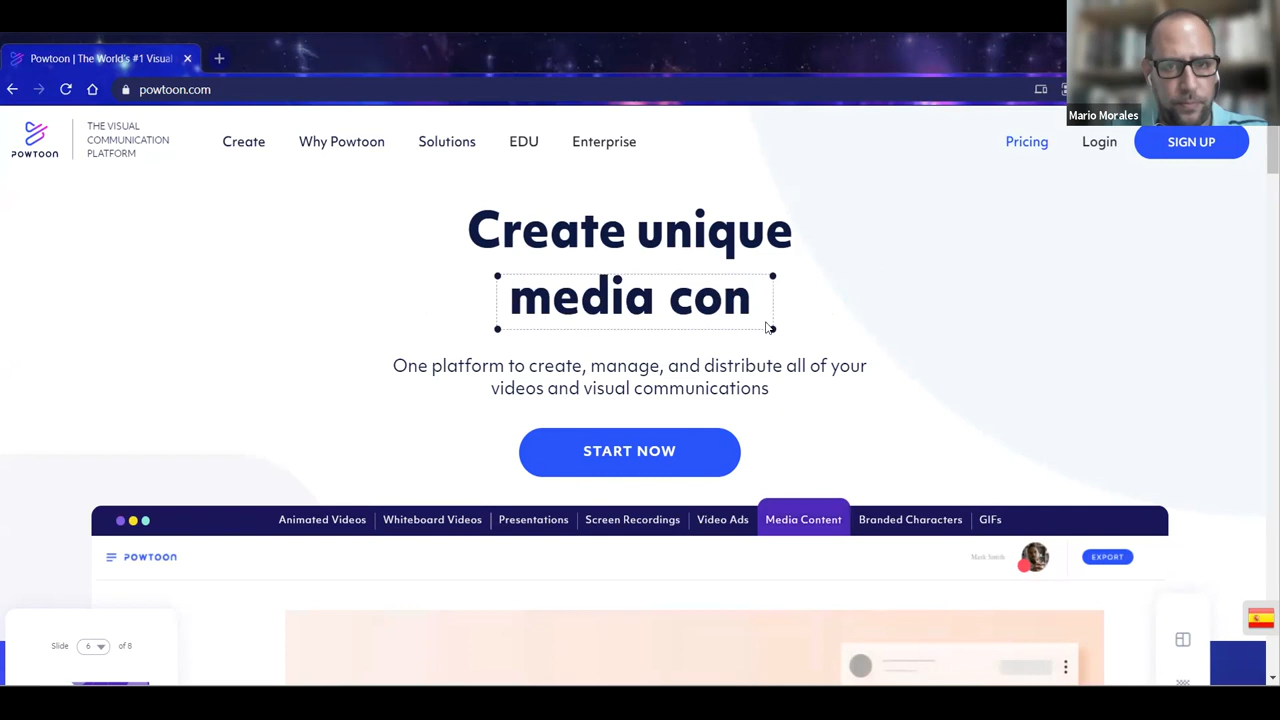 Powtoon | The World's #1 Visual
powtoon.com
Mario Morales
POWTOON
THE VISUAL
COMMUNICATION
PLATFORM
Create
Why Powtoon
Solutions
EDU
Enterprise
Pricing
Login
SIGN UP
Create unique
media con
One platform to create, manage, and distribute all of your
videos and visual communications
START NOW
Animated Videos
Whiteboard Videos
Presentations
Screen Recordings
Video Ads
Media Content
Branded Characters
GIFs
POWTOON
Mark Smith
EXPORT
Slide 6 of 8